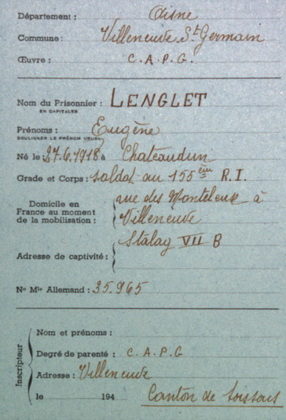 Département : Aisne
Commune : Villeneuve St Germain
Œuvre : C.A.P.G.
Nom du Prisonnier : LENGLET
EN CAPITALES
Prénoms : Eugène
SOULIGNER LE PRÉNOM USUEL
Né le 27.6.1918 à Chateaudun
Grade et Corps : soldat au 155ème R.I.
Domicile en France au moment de la mobilisation : rue des Montéleux à
Villeneuve
Stalag VII B
Adresse de captivité :
No Mle Allemand : 35.965
Inscripteur
Nom et prénoms :
Degré de parenté : C.A.P.G
Adresse : Villeneuve
le 194 Canton de Soissons